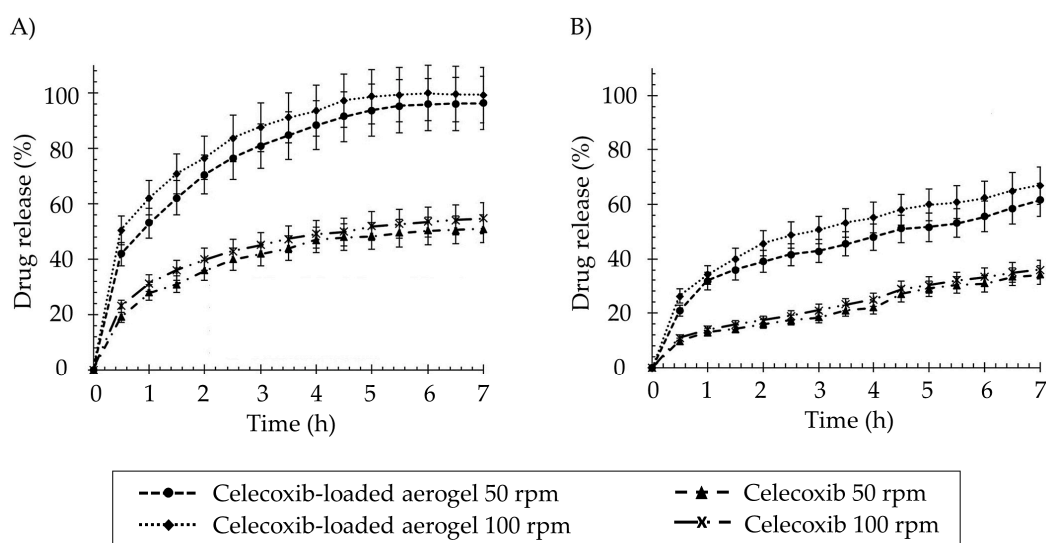 A)
B)
100
80
60
40
20
0
Drug release (%)
0 1 2 3 4 5 6 7
Time (h)
100
80
60
40
20
0
Drug release (%)
0 1 2 3 4 5 6 7
Time (h)
Celecoxib-loaded aerogel 50 rpm
Celecoxib-loaded aerogel 100 rpm
Celecoxib 50 rpm
Celecoxib 100 rpm